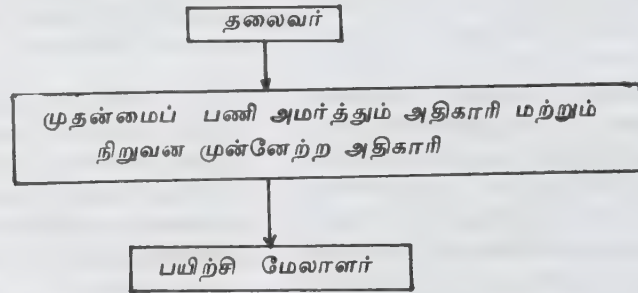 தலைவர்
முதன்மைப் பணி அமர்த்தும் அதிகாரி மற்றும்
நிறுவன முன்னேற்ற அதிகாரி
பயிற்சி மேலாளர்